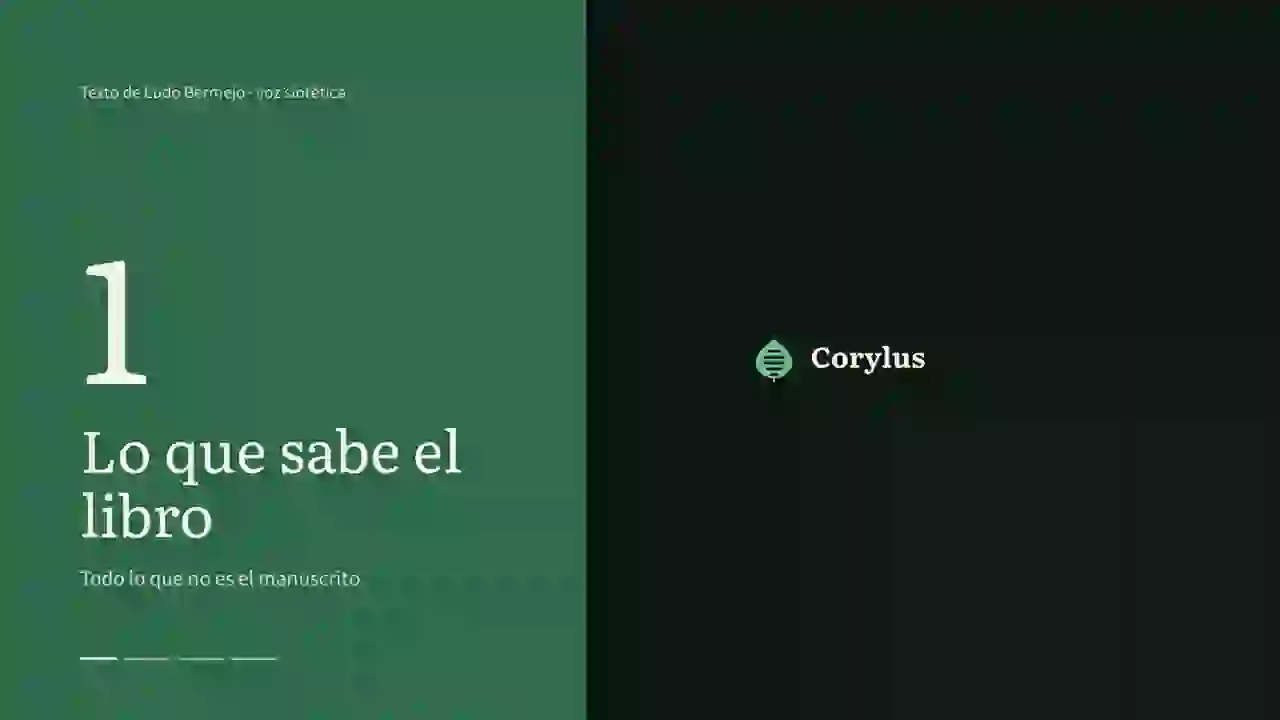 Texto de Ludo Bermejo · voz sintética
1
Lo que sabe el
libro
Todo lo que no es el manuscrito
Corylus